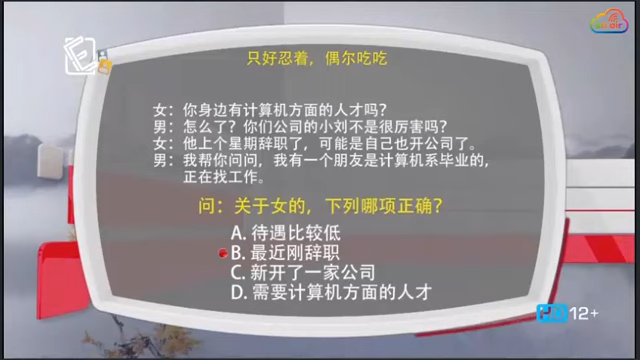 只好忍着，偶尔吃吃
女：你身边有计算机方面的人才吗？
男：怎么了？你们公司的小刘不是很厉害吗？
女：他上个星期辞职了，可能是自己也开公司了。
男：我帮你问问，我有一个朋友是计算机系毕业的，
正在找工作。
问：关于女的，下列哪项正确？
A. 待遇比较低
B. 最近刚辞职
C. 新开了一家公司
D. 需要计算机方面的人才
HD 12+